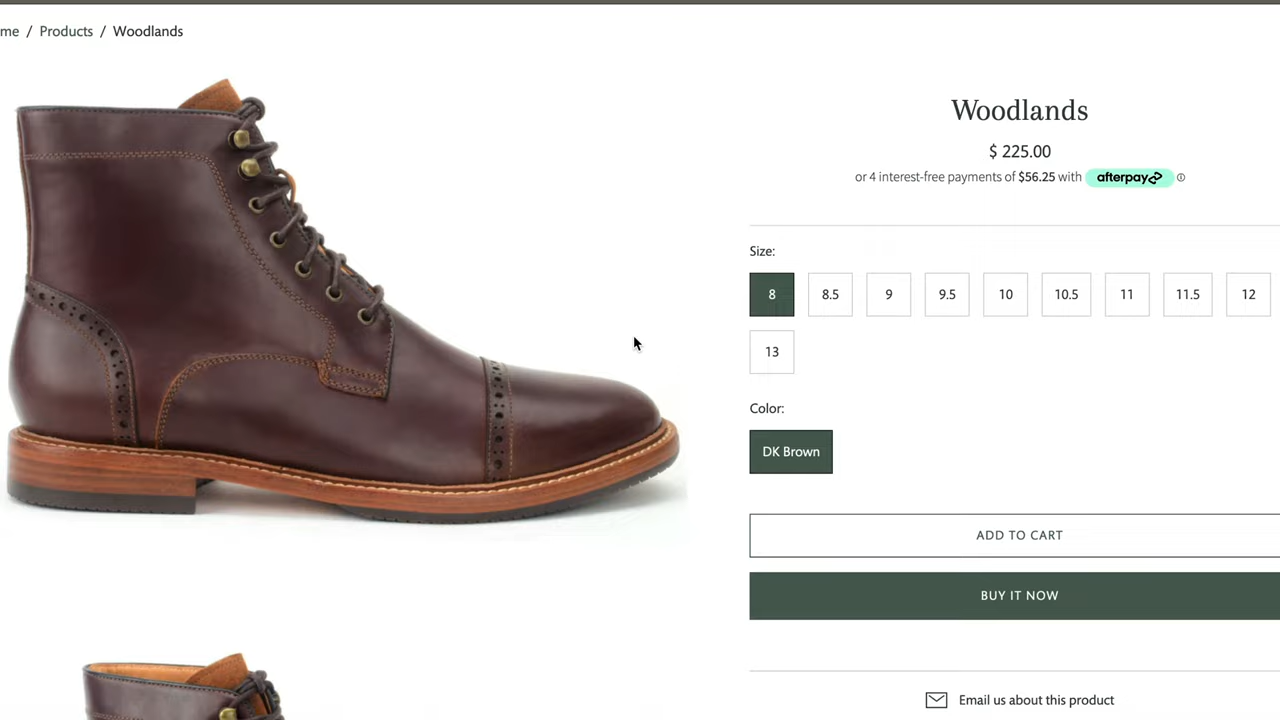 me / Products / Woodlands
Woodlands
$ 225.00
or 4 interest-free payments of $56.25 with afterpay
Size:
8 8.5 9 9.5 10 10.5 11 11.5 12
13
Color:
DK Brown
ADD TO CART
BUY IT NOW
Email us about this product